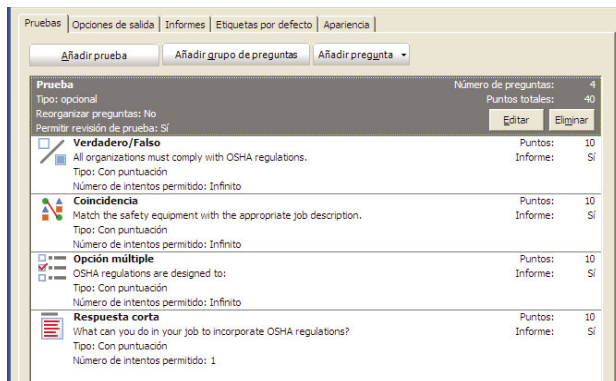 Pruebas Opciones de salida Informes Etiquetas por defecto Apariencia
Añadir prueba Añadir grupo de preguntas Añadir pregunta
Prueba Número de preguntas: 4
Tipo: opcional Puntos totales: 40
Reorganizar preguntas: No
Editar Eliminar
Permitir revisión de prueba: Sí
Verdadero/Falso Puntos: 10
All organizations must comply with OSHA regulations. Informe: Sí
Tipo: Con puntuación
Número de intentos permitido: Infinito
Coincidencia Puntos: 10
Match the safety equipment with the appropriate job description. Informe: Sí
Tipo: Con puntuación
Número de intentos permitido: Infinito
Opción múltiple Puntos: 10
OSHA regulations are designed to: Informe: Sí
Tipo: Con puntuación
Número de intentos permitido: Infinito
Respuesta corta Puntos: 10
What can you do in your job to incorporate OSHA regulations? Informe: Sí
Tipo: Con puntuación
Número de intentos permitido: 1